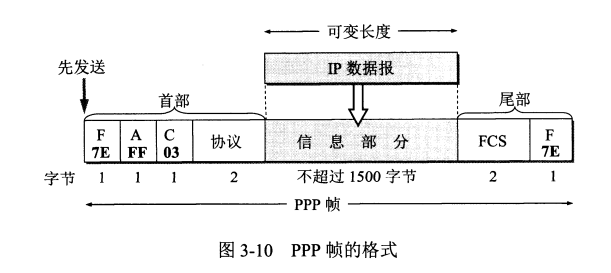 可变长度
IP 数据报
先发送
首部
尾部
F A C 协议 信息部分 FCS F
7E FF 03 7E
字节 1 1 1 2 不超过 1500 字节 2 1
PPP 帧
图 3-10 PPP 帧的格式